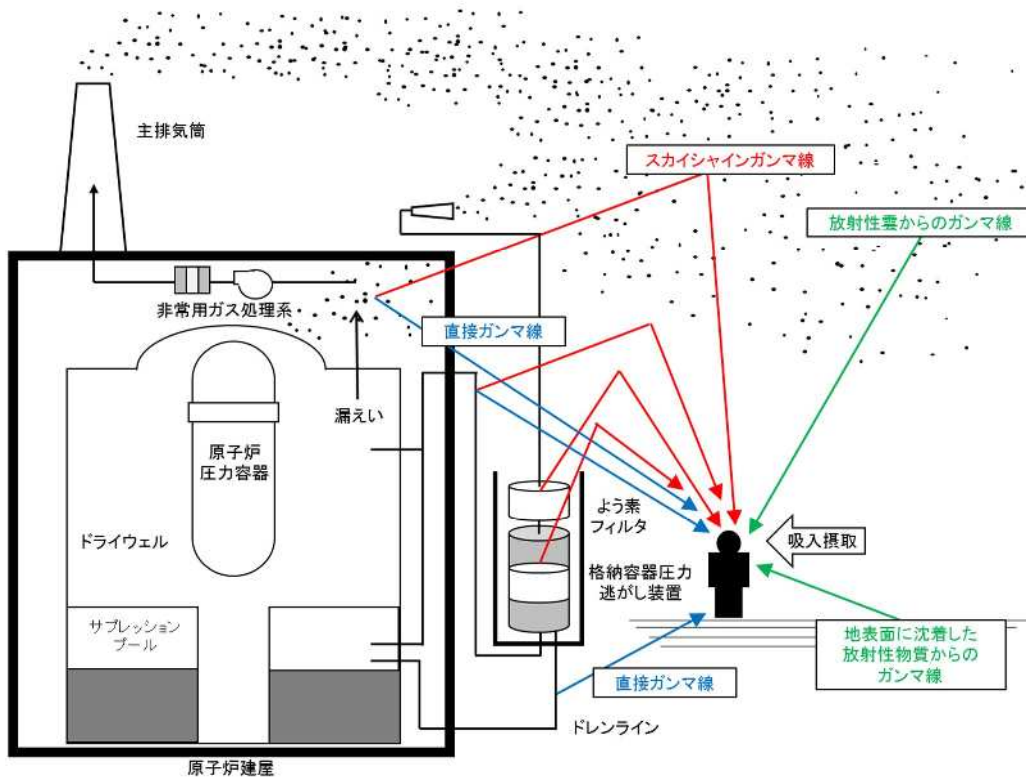 主排気筒
スカイシャインガンマ線
放射性雲からのガンマ線
非常用ガス処理系
直接ガンマ線
漏えい
原子炉
圧力容器
よう素
フィルタ
ドライウェル
吸入摂取
格納容器圧力
逃がし装置
サプレッション
プール
地表面に沈着した
放射性物質からの
ガンマ線
直接ガンマ線
ドレンライン
原子炉建屋